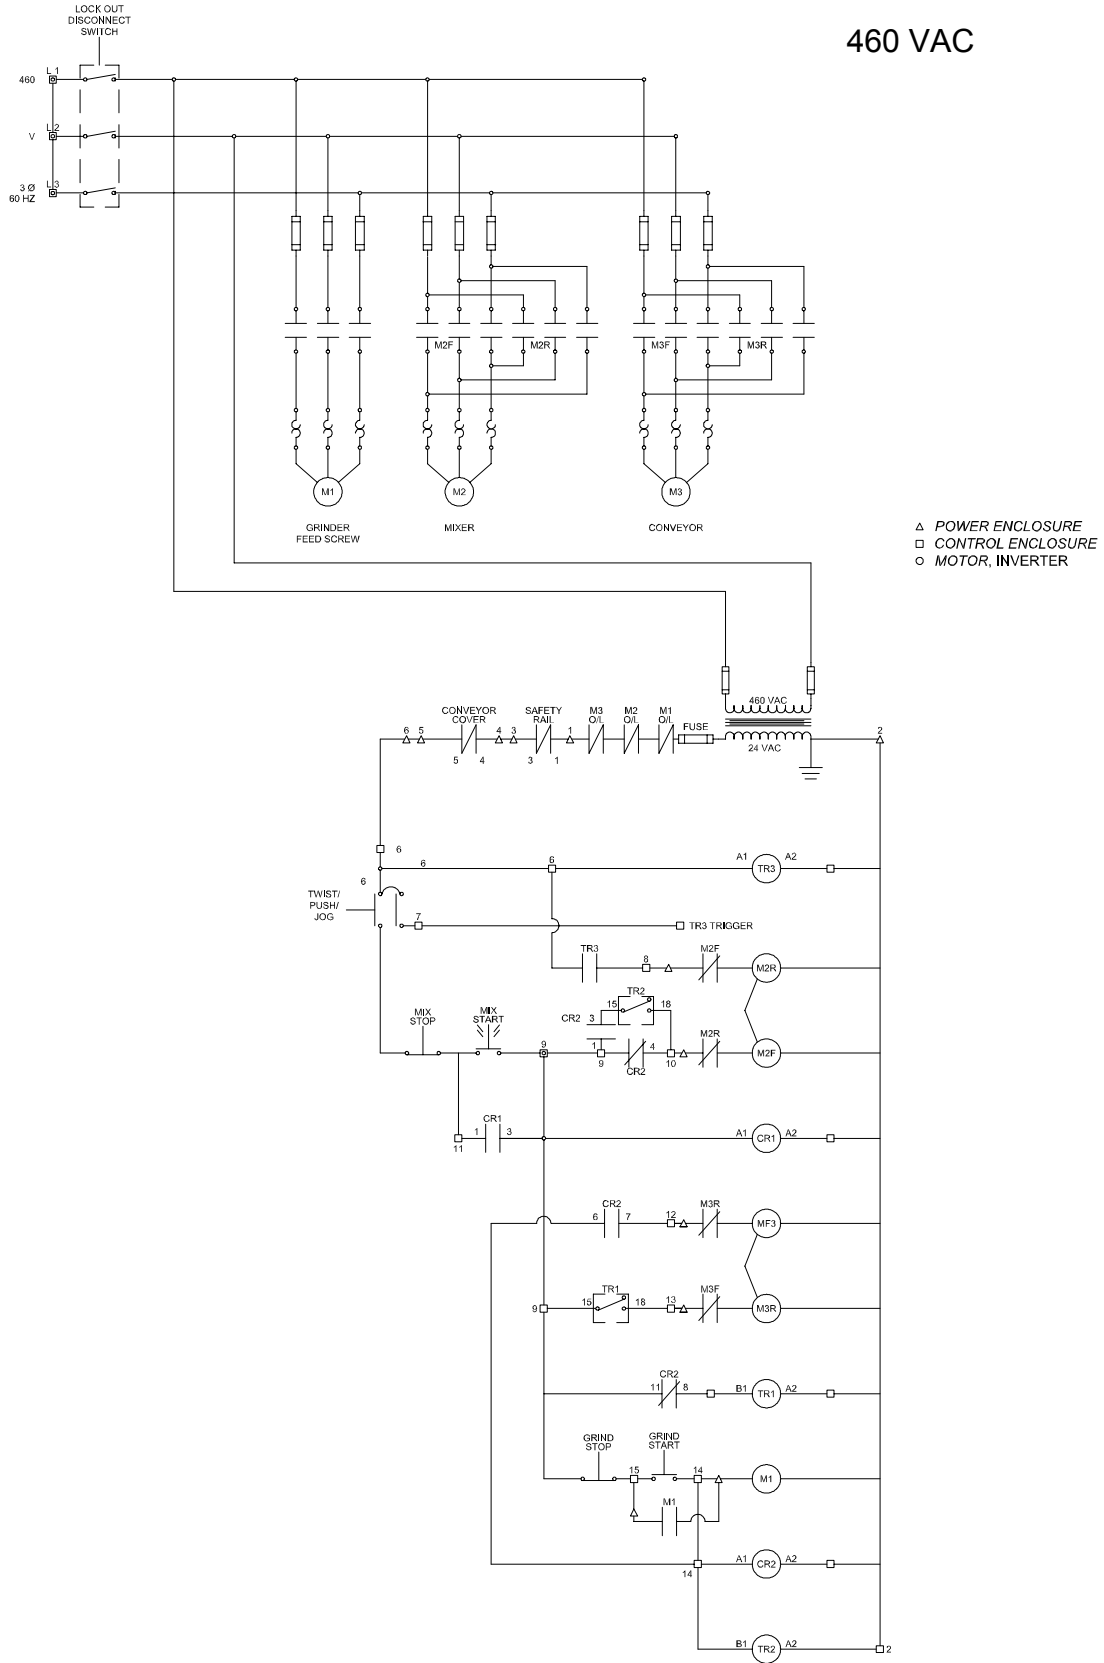 LOCK OUT
DISCONNECT
SWITCH
460 VAC
L1
460
L2
V
L3
3 Ø
60 HZ
M2F
M2R
M3F
M3R
M1
M2
M3
GRINDER
FEED SCREW
MIXER
CONVEYOR
POWER ENCLOSURE
CONTROL ENCLOSURE
MOTOR, INVERTER
460 VAC
24 VAC
CONVEYOR
COVER
SAFETY
RAIL
M3
O/L
M2
O/L
M1
O/L
FUSE
6
5
4
3
1
2
5
4
3
1
6
6
6
A1
TR3
A2
6
TWIST/
PUSH/
JOG
7
TR3 TRIGGER
TR3
8
M2F
M2R
TR2
15
18
CR2
3
MIX
STOP
MIX
START
9
1
9
4
CR2
10
M2R
M2F
CR1
1
3
11
A1
CR1
A2
CR2
6
7
12
M3R
MF3
TR1
9
15
18
13
M3F
M3R
CR2
11
8
B1
TR1
A2
GRIND
STOP
GRIND
START
15
14
M1
M1
14
A1
CR2
A2
B1
TR2
A2
2